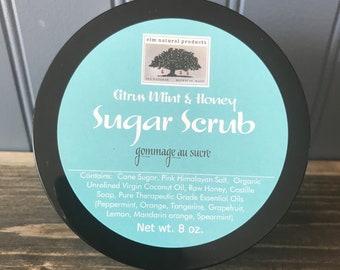 elm natural products
Citrus Mint & Honey
Sugar Scrub
gommage au sucre
Contains: Cane Sugar, Pink Himalayan Salt, Organic
Unrefined Virgin Coconut Oil, Raw Honey, Castille
Soap, Pure Therapeutic Grade Essential Oils
(Peppermint, Orange, Tangerine, Grapefruit,
Lemon, Mandarin orange, Spearmint)
Net wt. 8 oz.